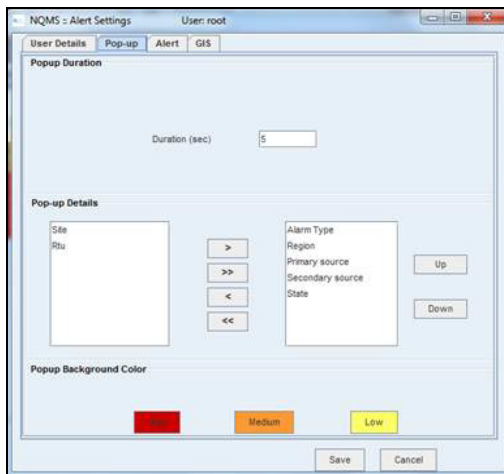 NQMS :: Alert Settings User: root
User Details Pop-up Alert GIS
Popup Duration
Duration (sec) 5
Pop-up Details
Site
Rtu
>
>>
<
<<
Alarm Type
Region
Primary source
Secondary source
State
Up
Down
Popup Background Color
Medium Low
Save Cancel